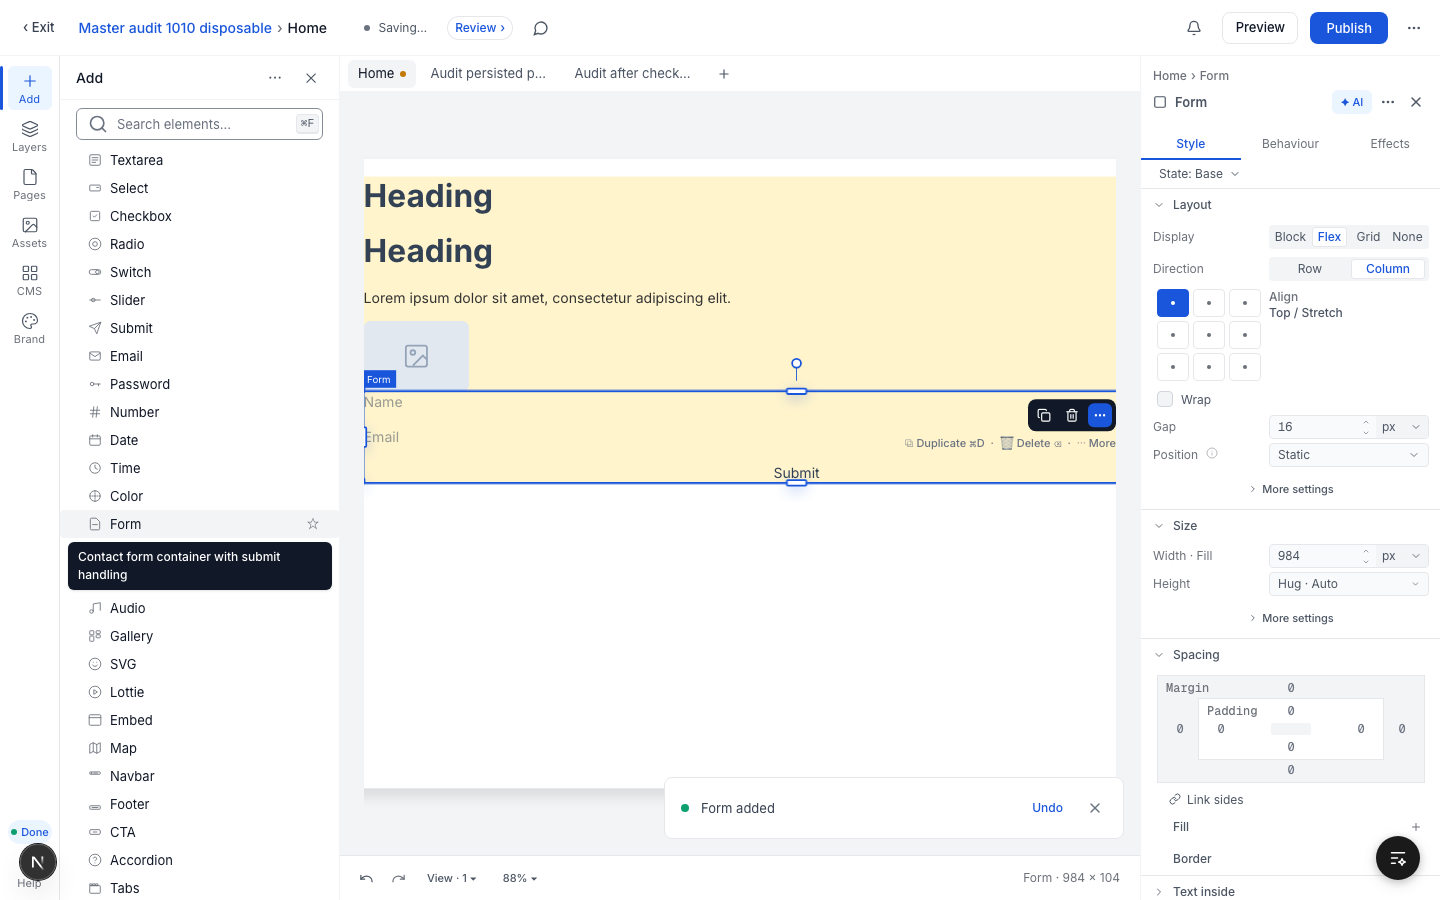 ‹ Exit
Master audit 1010 disposable › Home
Saving...
Review ›
Preview
Publish
Add
Layers
Pages
Assets
CMS
Brand
Done
N
Help
Add
Search elements...
⌘F
Textarea
Select
Checkbox
Radio
Switch
Slider
Submit
Email
Password
Number
Date
Time
Color
Form
Contact form container with submit
handling
Audio
Gallery
SVG
Lottie
Embed
Map
Navbar
Footer
CTA
Accordion
Tabs
Home
Audit persisted p...
Audit after check...
Heading
Heading
Lorem ipsum dolor sit amet, consectetur adipiscing elit.
Form
Name
Email
Duplicate ⌘D · Delete ⌫ · ··· More
Submit
Form added
Undo
View · 1
88%
Form · 984 × 104
Home › Form
Form
AI
Style
Behaviour
Effects
State: Base
Layout
Display
Block Flex Grid None
Direction
Row Column
Align
Top / Stretch
Wrap
Gap
16 px
Position
Static
More settings
Size
Width · Fill
984 px
Height
Hug · Auto
More settings
Spacing
Margin 0
Padding 0
0 0 0 0
0
0
Link sides
Fill
Border
Text inside